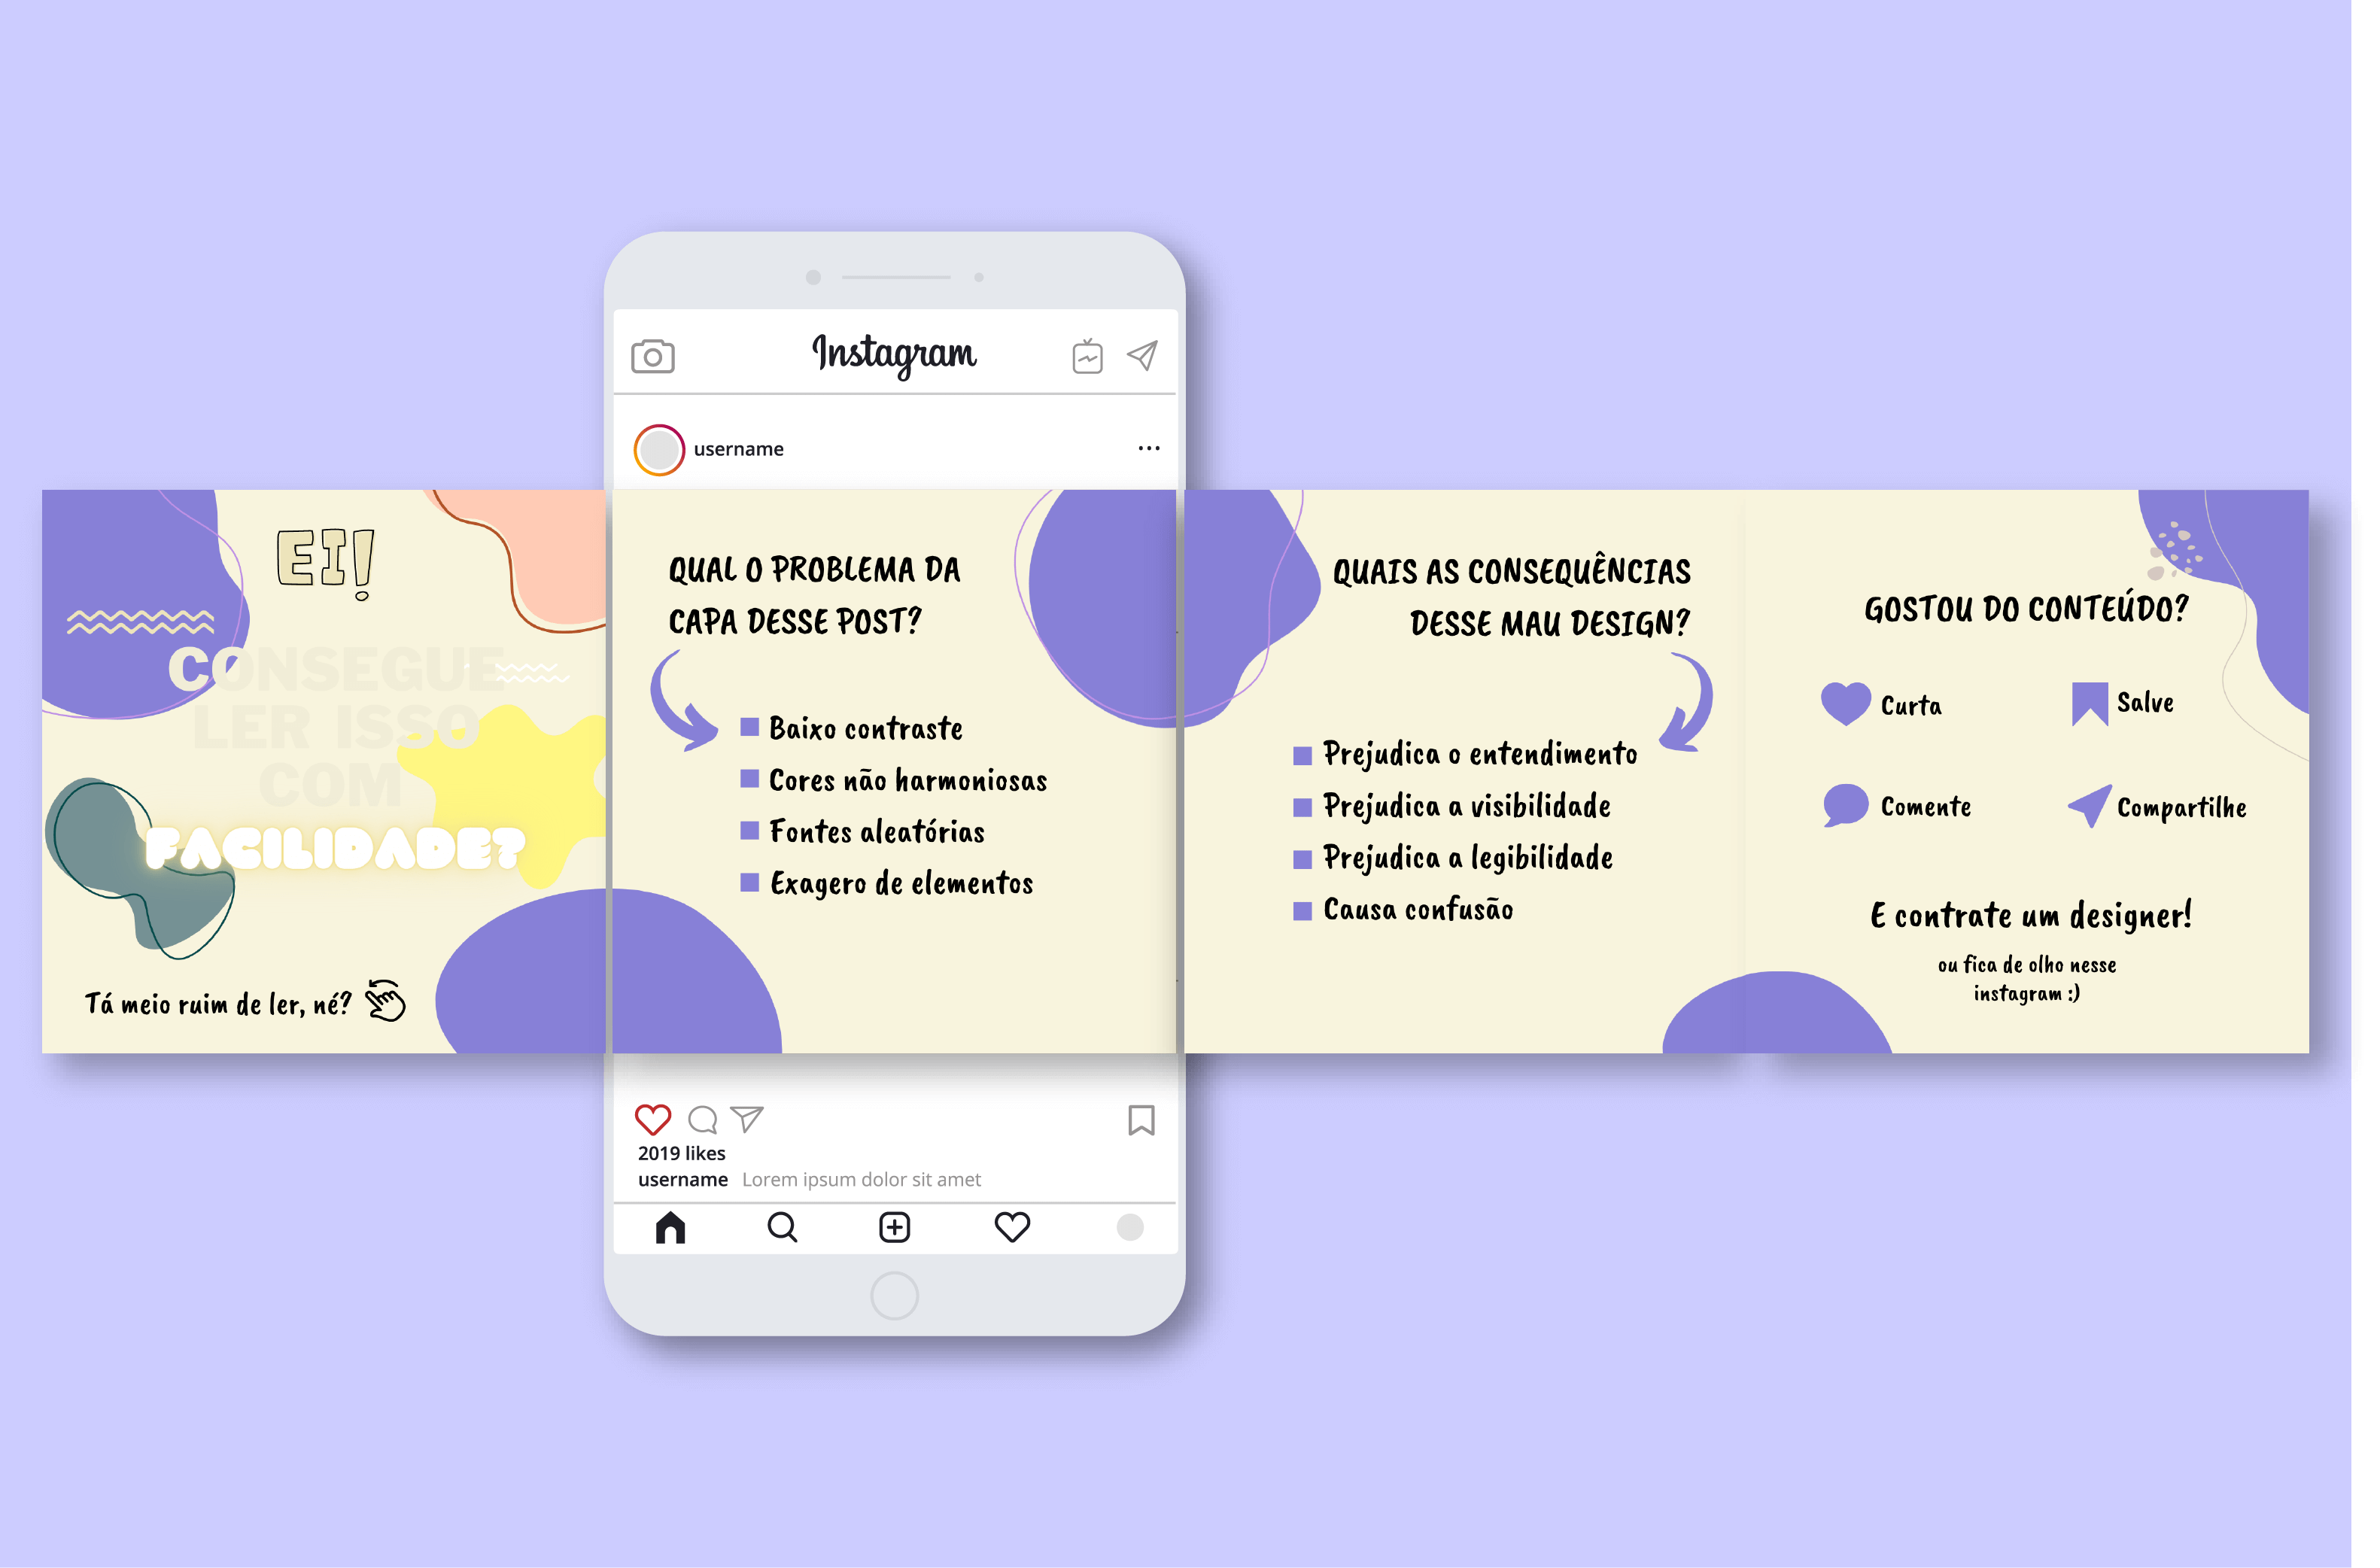 Instagram
username
EI!
CONSEGUE
LER ISSO
COM
FACILIDADE?
Tá meio ruim de ler, né?
QUAL O PROBLEMA DA
CAPA DESSE POST?
Baixo contraste
Cores não harmoniosas
Fontes aleatórias
Exagero de elementos
QUAIS AS CONSEQUÊNCIAS
DESSE MAU DESIGN?
Prejudica o entendimento
Prejudica a visibilidade
Prejudica a legibilidade
Causa confusão
GOSTOU DO CONTEÚDO?
Curta
Salve
Comente
Compartilhe
E contrate um designer!
ou fica de olho nesse
instagram :)
2019 likes
username Lorem ipsum dolor sit amet